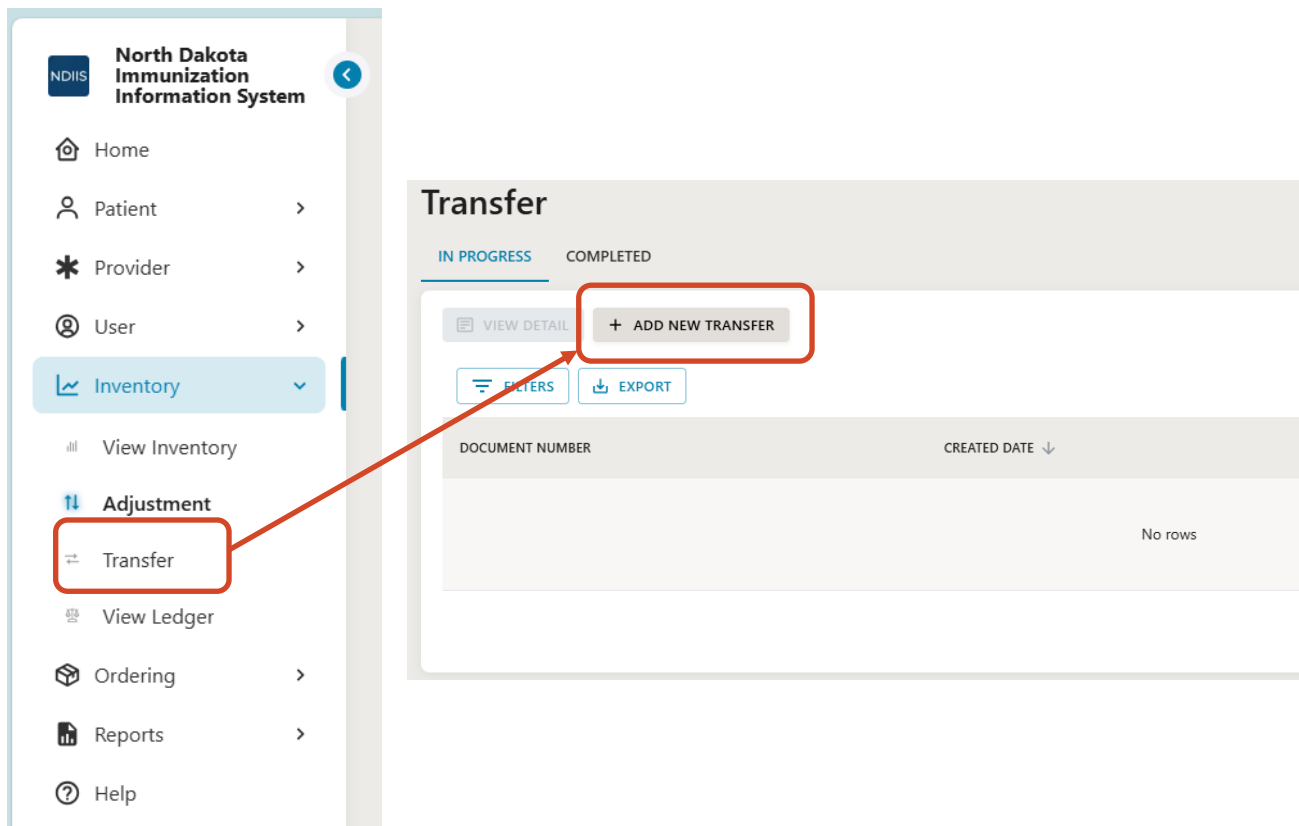 NDIIS
North Dakota
Immunization
Information System
Home
Patient
Provider
User
Inventory
View Inventory
Adjustment
Transfer
View Ledger
Ordering
Reports
Help
Transfer
IN PROGRESS COMPLETED
VIEW DETAIL + ADD NEW TRANSFER
FILTERS EXPORT
DOCUMENT NUMBER CREATED DATE ↓
No rows